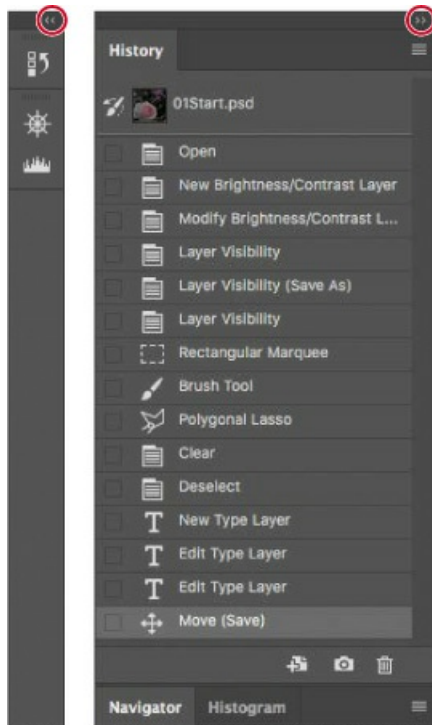 History
01Start.psd
Open
New Brightness/Contrast Layer
Modify Brightness/Contrast L...
Layer Visibility
Layer Visibility (Save As)
Layer Visibility
Rectangular Marquee
Brush Tool
Polygonal Lasso
Clear
Deselect
New Type Layer
Edit Type Layer
Edit Type Layer
Move (Save)
Navigator Histogram